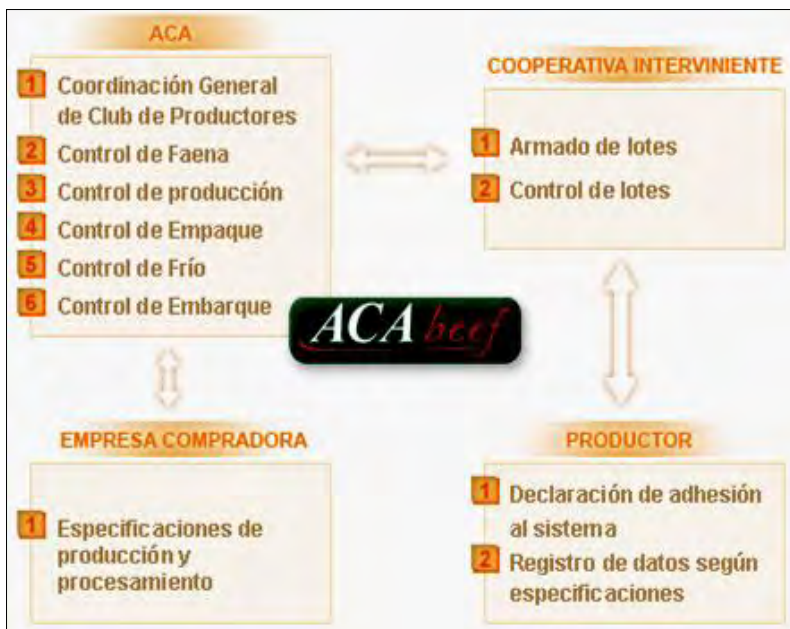 ACA
1 Coordinación General
de Club de Productores
2 Control de Faena
3 Control de producción
4 Control de Empaque
5 Control de Frío
6 Control de Embarque
COOPERATIVA INTERVINIENTE
1 Armado de lotes
2 Control de lotes
ACA beef
EMPRESA COMPRADORA
1 Especificaciones de
producción y
procesamiento
PRODUCTOR
1 Declaración de adhesión
al sistema
2 Registro de datos según
especificaciones